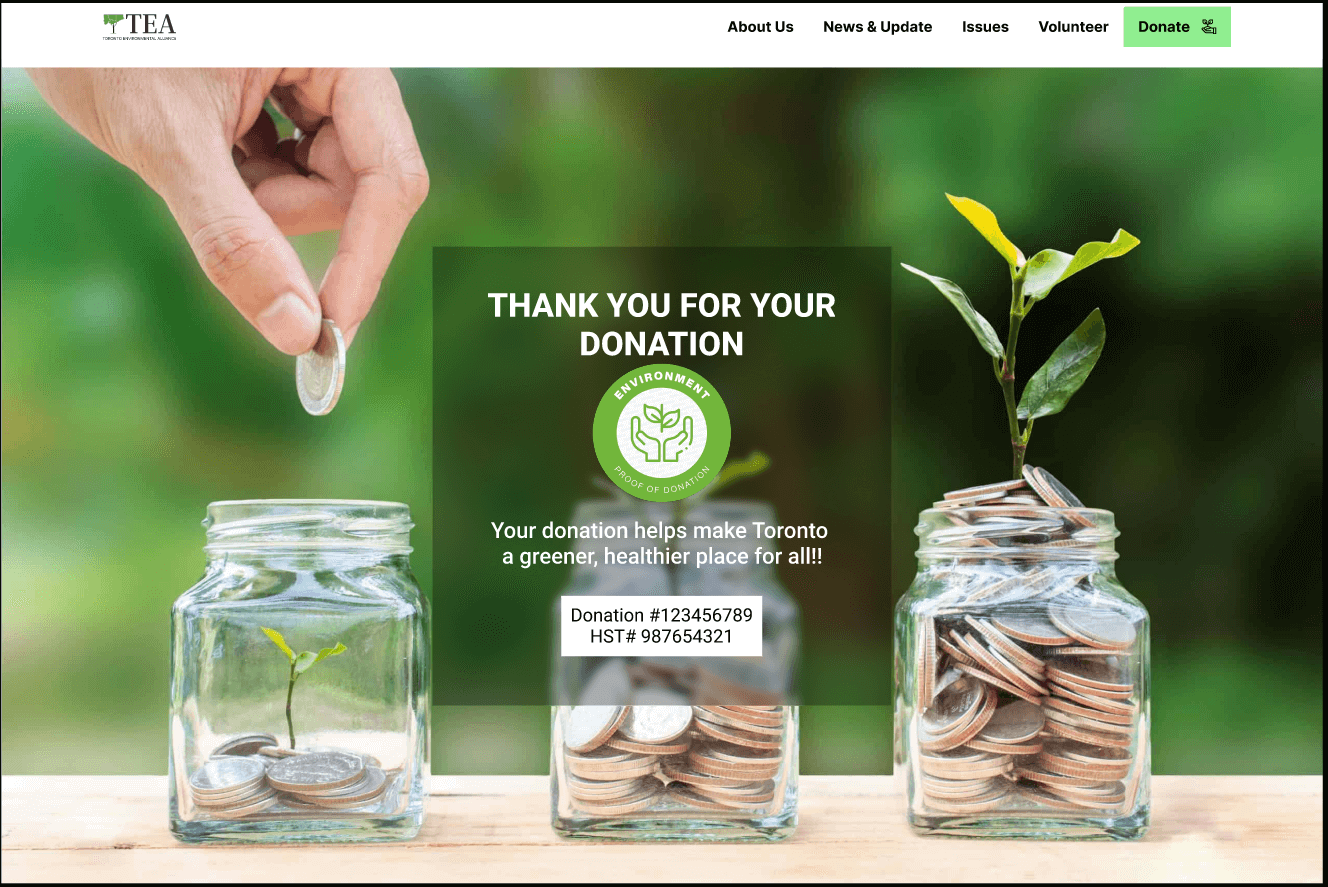 TEA
TORONTO ENVIRONMENTAL ALLIANCE
About Us
News & Update
Issues
Volunteer
Donate
THANK YOU FOR YOUR
DONATION
ENVIRONMENT
PROOF OF DONATION
Your donation helps make Toronto
a greener, healthier place for all!!
Donation #123456789
HST# 987654321